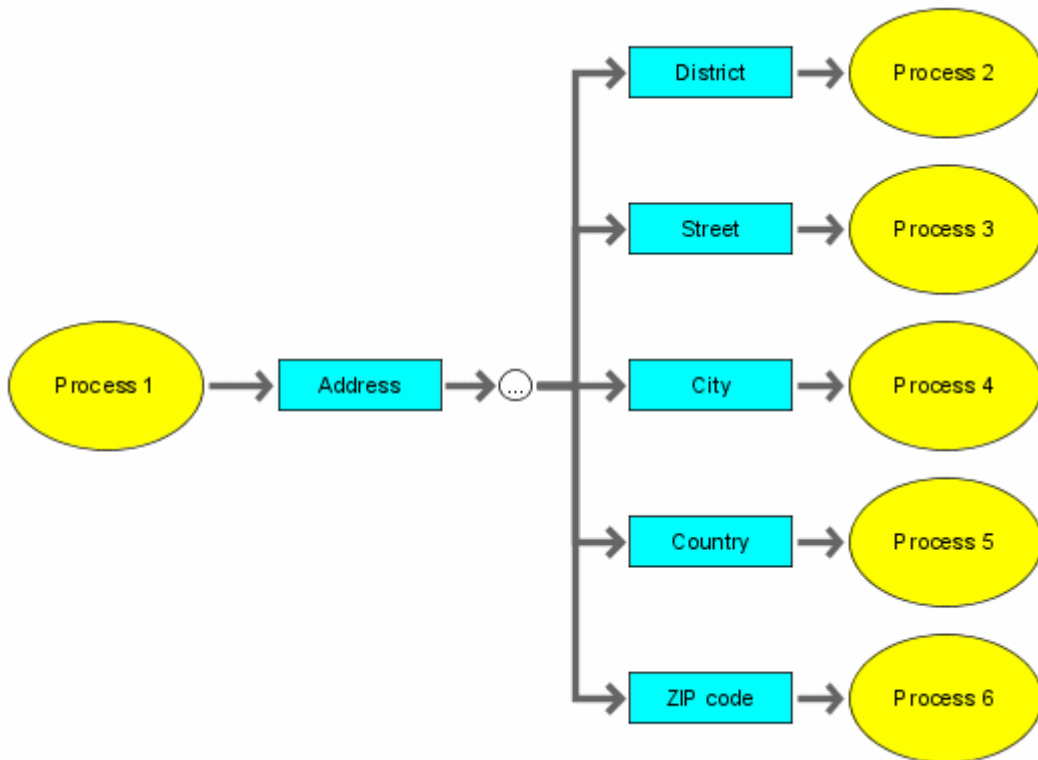 District
Process 2
Street
Process 3
Process 1
Address
...
City
Process 4
Country
Process 5
ZIP code
Process 6